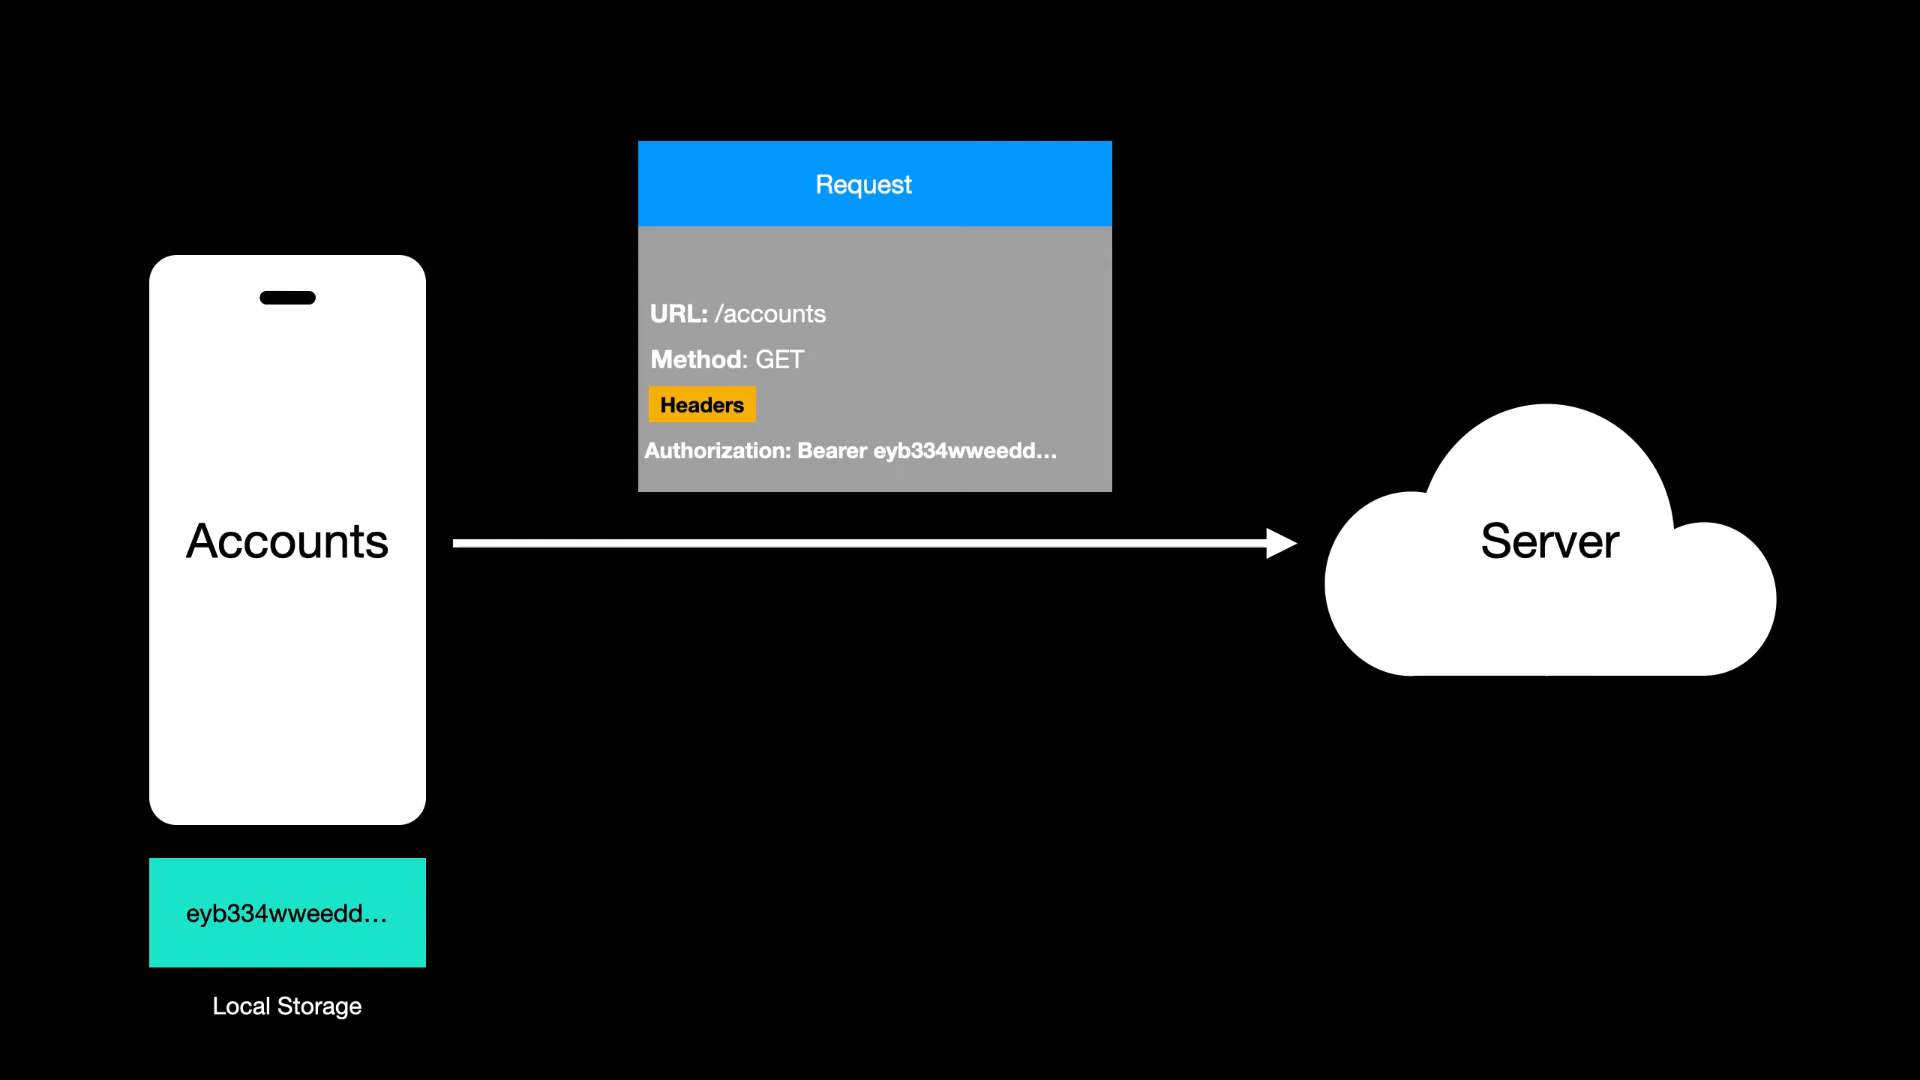 Request
URL: /accounts
Method: GET
Headers
Authorization: Bearer eyb334wweedd...
Accounts
Server
eyb334wweedd...
Local Storage